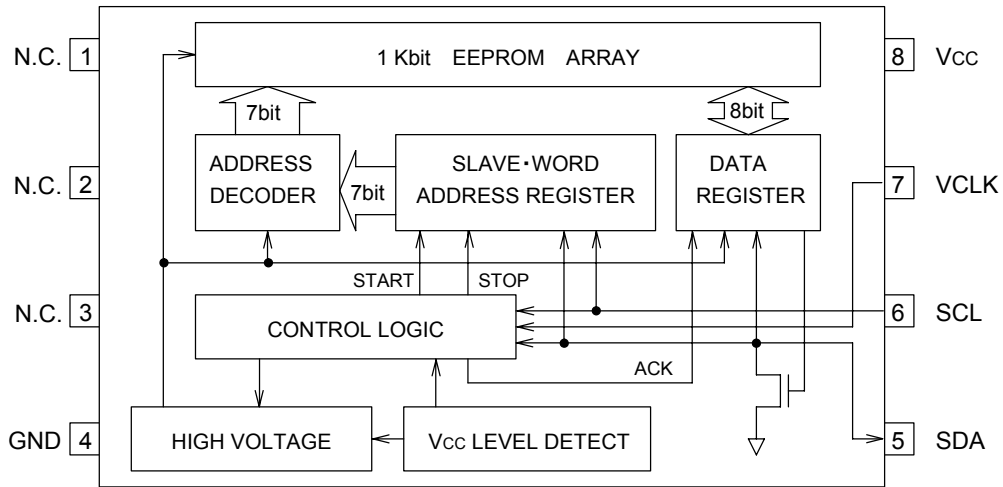 N.C. 1
1 Kbit EEPROM ARRAY
8 VCC
7bit
8bit
N.C. 2
ADDRESS
DECODER
7bit
SLAVE・WORD
ADDRESS REGISTER
DATA
REGISTER
7 VCLK
START
STOP
N.C. 3
CONTROL LOGIC
6 SCL
ACK
GND 4
HIGH VOLTAGE
VCC LEVEL DETECT
5 SDA